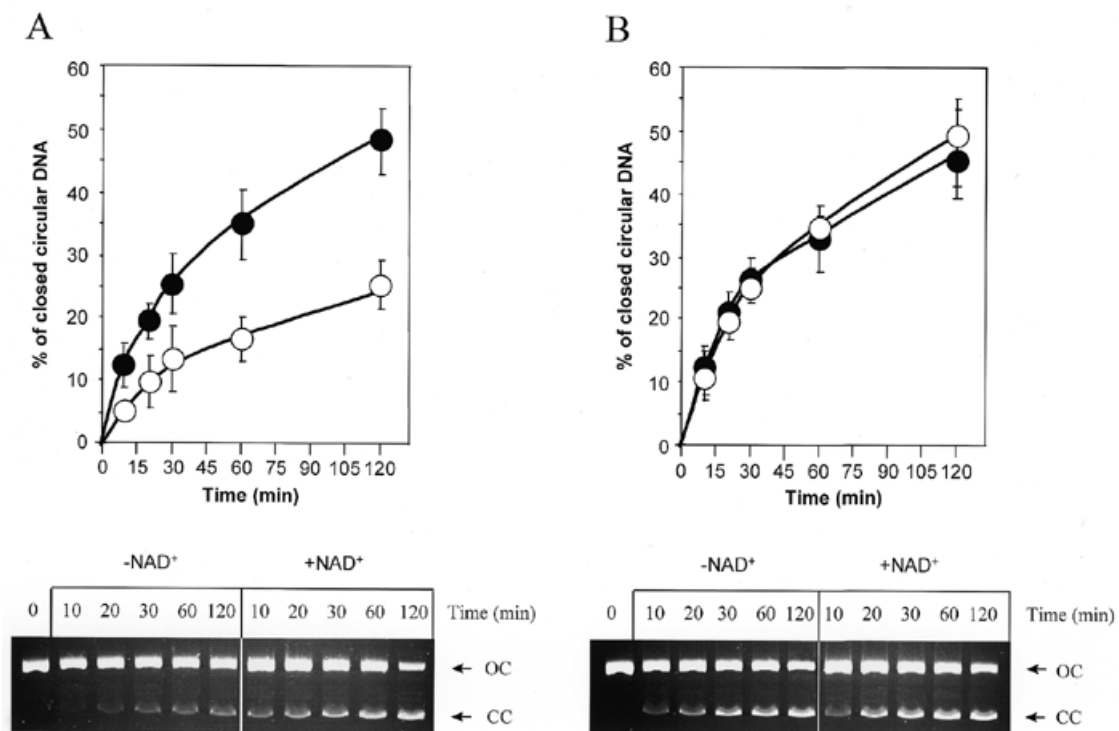 A
60
50
40
30
20
10
0
% of closed circular DNA
0 15 30 45 60 75 90 105 120
Time (min)
-NAD⁺ +NAD⁺
0 10 20 30 60 120 10 20 30 60 120 Time (min)
← OC
← CC
B
60
50
40
30
20
10
0
% of closed circular DNA
0 15 30 45 60 75 90 105 120
Time (min)
-NAD⁺ +NAD⁺
0 10 20 30 60 120 10 20 30 60 120 Time (min)
← OC
← CC